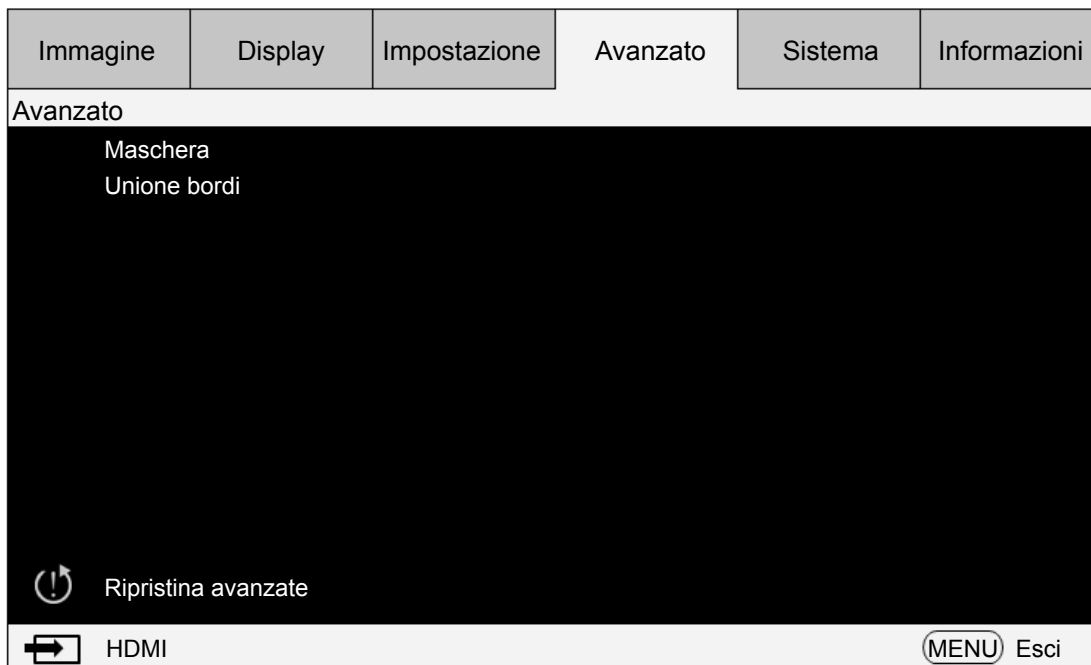 Immagine Display Impostazione Avanzato Sistema Informazioni
Avanzato
Maschera
Unione bordi
Ripristina avanzate
HDMI MENU Esci